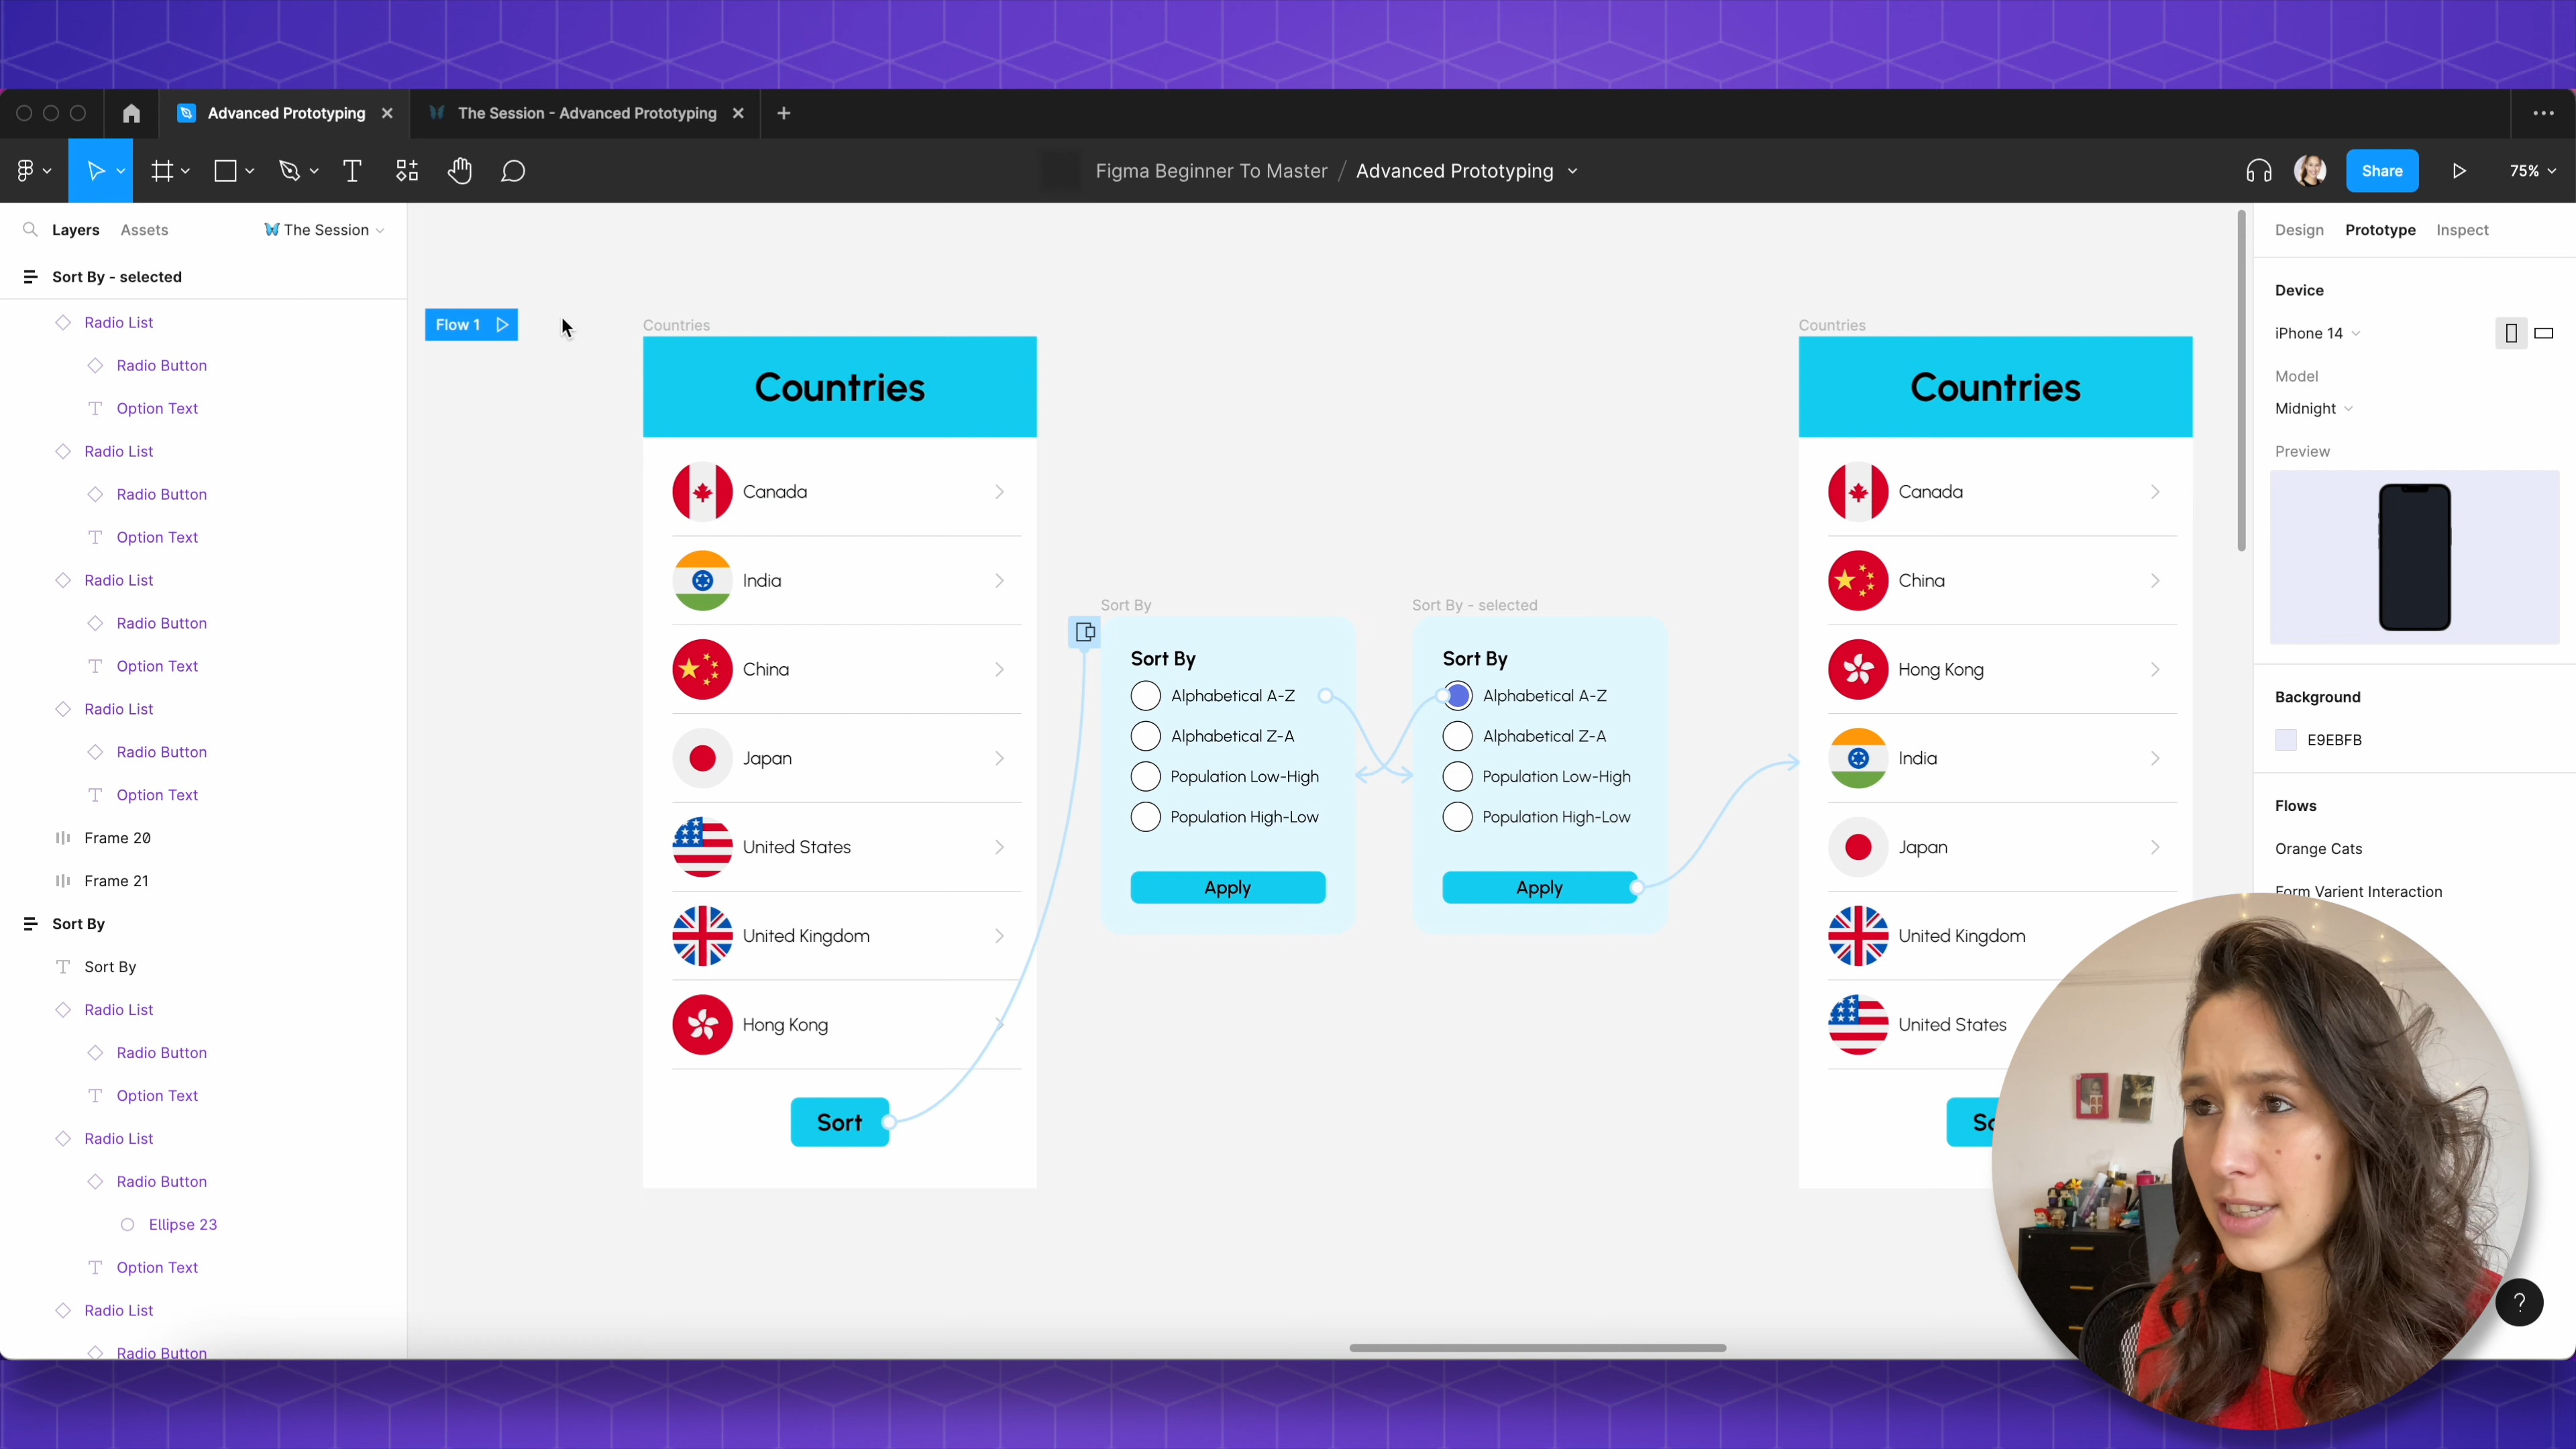 Advanced Prototyping
The Session - Advanced Prototyping
Figma Beginner To Master / Advanced Prototyping
Share
75%
Layers
Assets
The Session
Sort By - selected
Radio List
Radio Button
Option Text
Radio List
Radio Button
Option Text
Radio List
Radio Button
Option Text
Radio List
Radio Button
Option Text
Frame 20
Frame 21
Sort By
Sort By
Radio List
Radio Button
Option Text
Radio List
Radio Button
Ellipse 23
Option Text
Radio List
Radio Button
Flow 1
Countries
Countries
Canada
India
China
Japan
United States
United Kingdom
Hong Kong
Sort
Sort By
Sort By
Alphabetical A-Z
Alphabetical Z-A
Population Low-High
Population High-Low
Apply
Sort By - selected
Sort By
Alphabetical A-Z
Alphabetical Z-A
Population Low-High
Population High-Low
Apply
Countries
Countries
Canada
China
Hong Kong
India
Japan
United Kingdom
United States
So
Design
Prototype
Inspect
Device
iPhone 14
Model
Midnight
Preview
Background
E9EBFB
Flows
Orange Cats
Form Varient Interaction
?